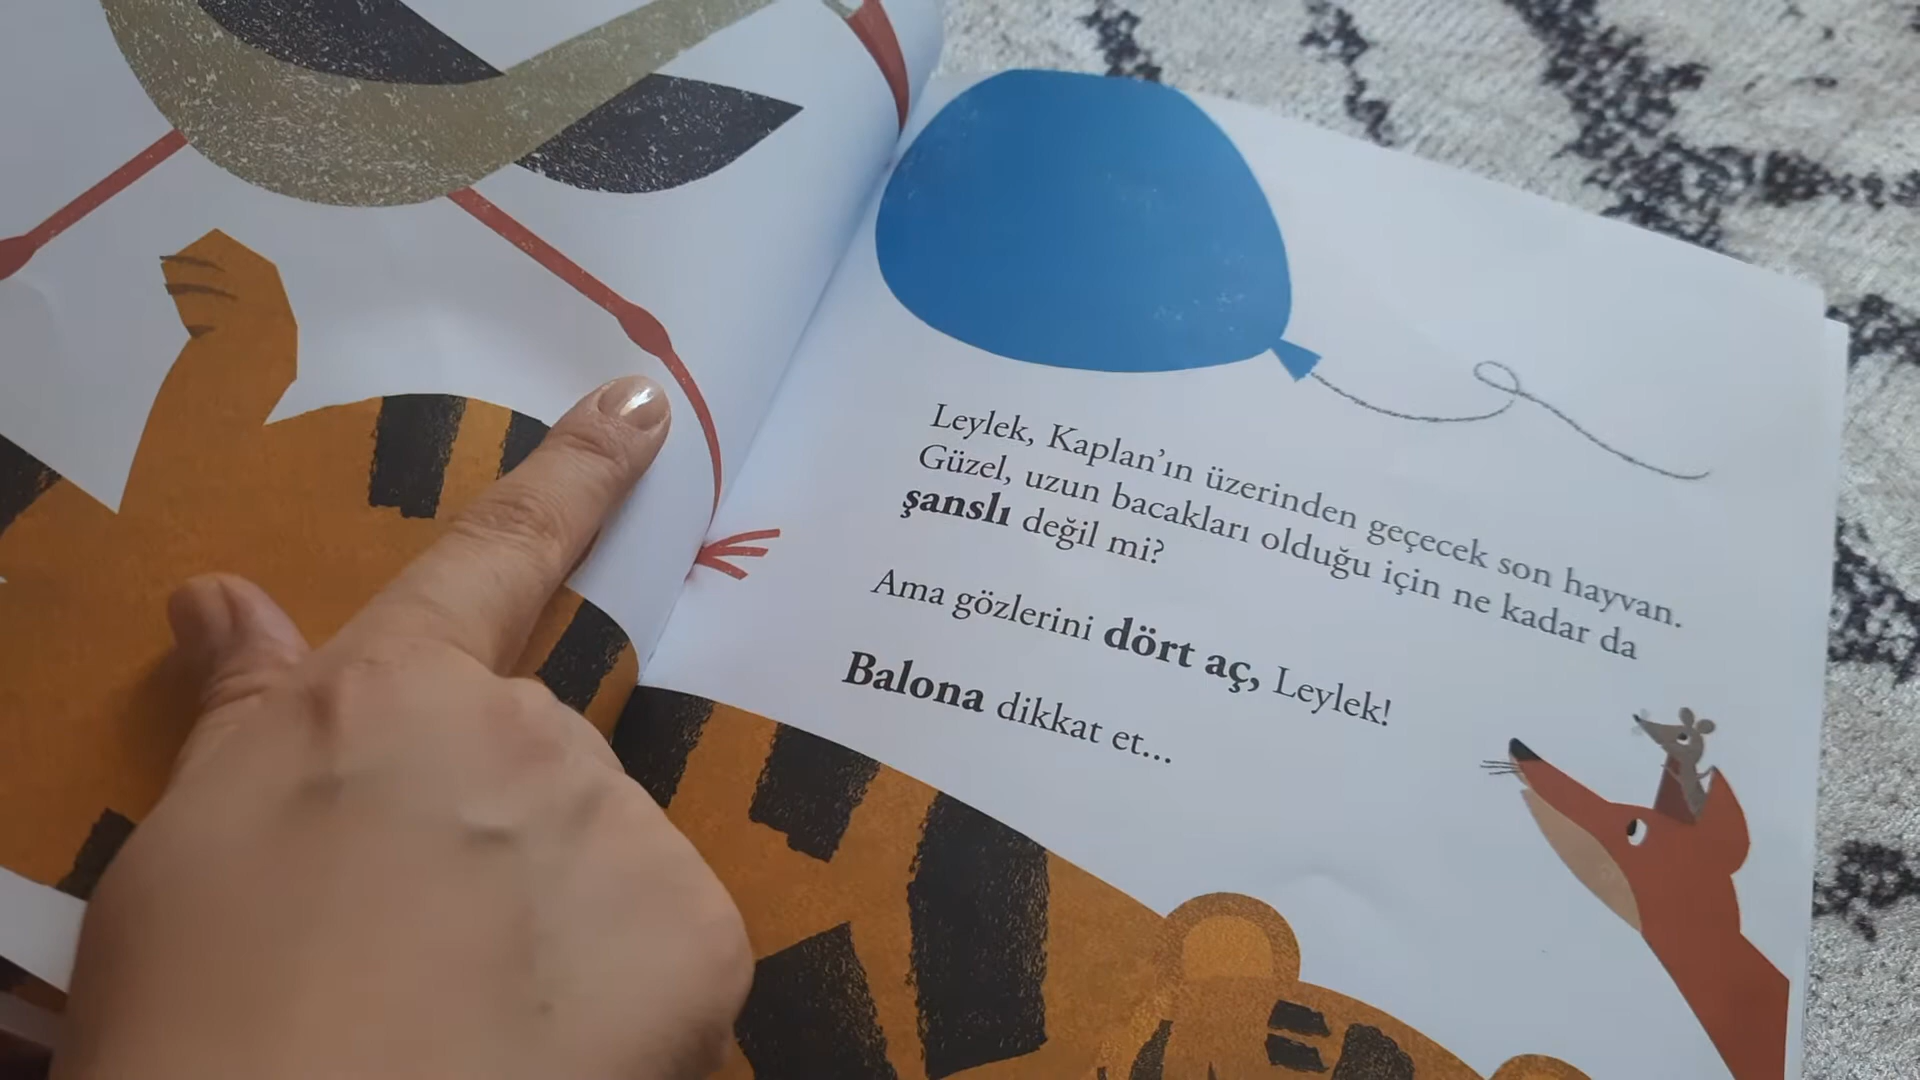 Leylek, Kaplan’ın üzerinden geçecek son hayvan.
Güzel, uzun bacakları olduğu için ne kadar da
şanslı değil mi?
Ama gözlerini dört aç, Leylek!
Balona dikkat et...